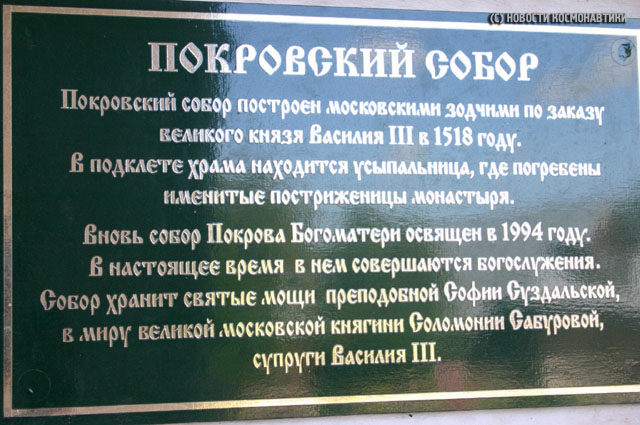 (С) НОВОСТИ КОСМОНАВТИКИ
ПОКРОВСКИЙ СОБОР
Покровский собор построен московскими зодчими по заказу
великого князя Василия III в 1518 году.
В подклете храма находится усыпальница, где погребены
именитые постриженицы монастыря.
Вновь собор Покрова Богоматери освящен в 1994 году.
В настоящее время в нем совершаются богослужения.
Собор хранит святые мощи преподобной Софии Суздальской,
в миру великой московской княгини Соломонии Сабуровой,
супруги Василия III.